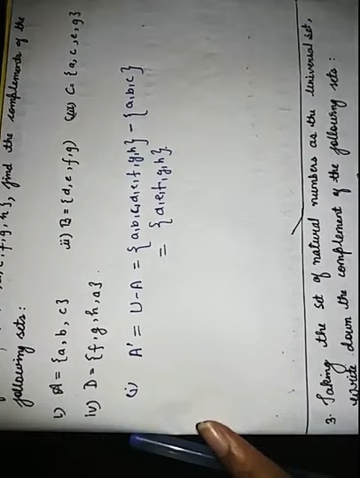 , f, g, h}, find the complements of the
following sets:
i) A = {a, b, c} ii) B = {d, e, f, g) (iii) C. {a, c, e, g}
iv) D = {f, g, h, a}.
(i) A' = U-A = {a,b,c,d,e,f,g,h} - {a,b,c}
= {d,e,f,g,h}
3. Taking the set of natural numbers as the universal set,
write down the complement of the following sets: